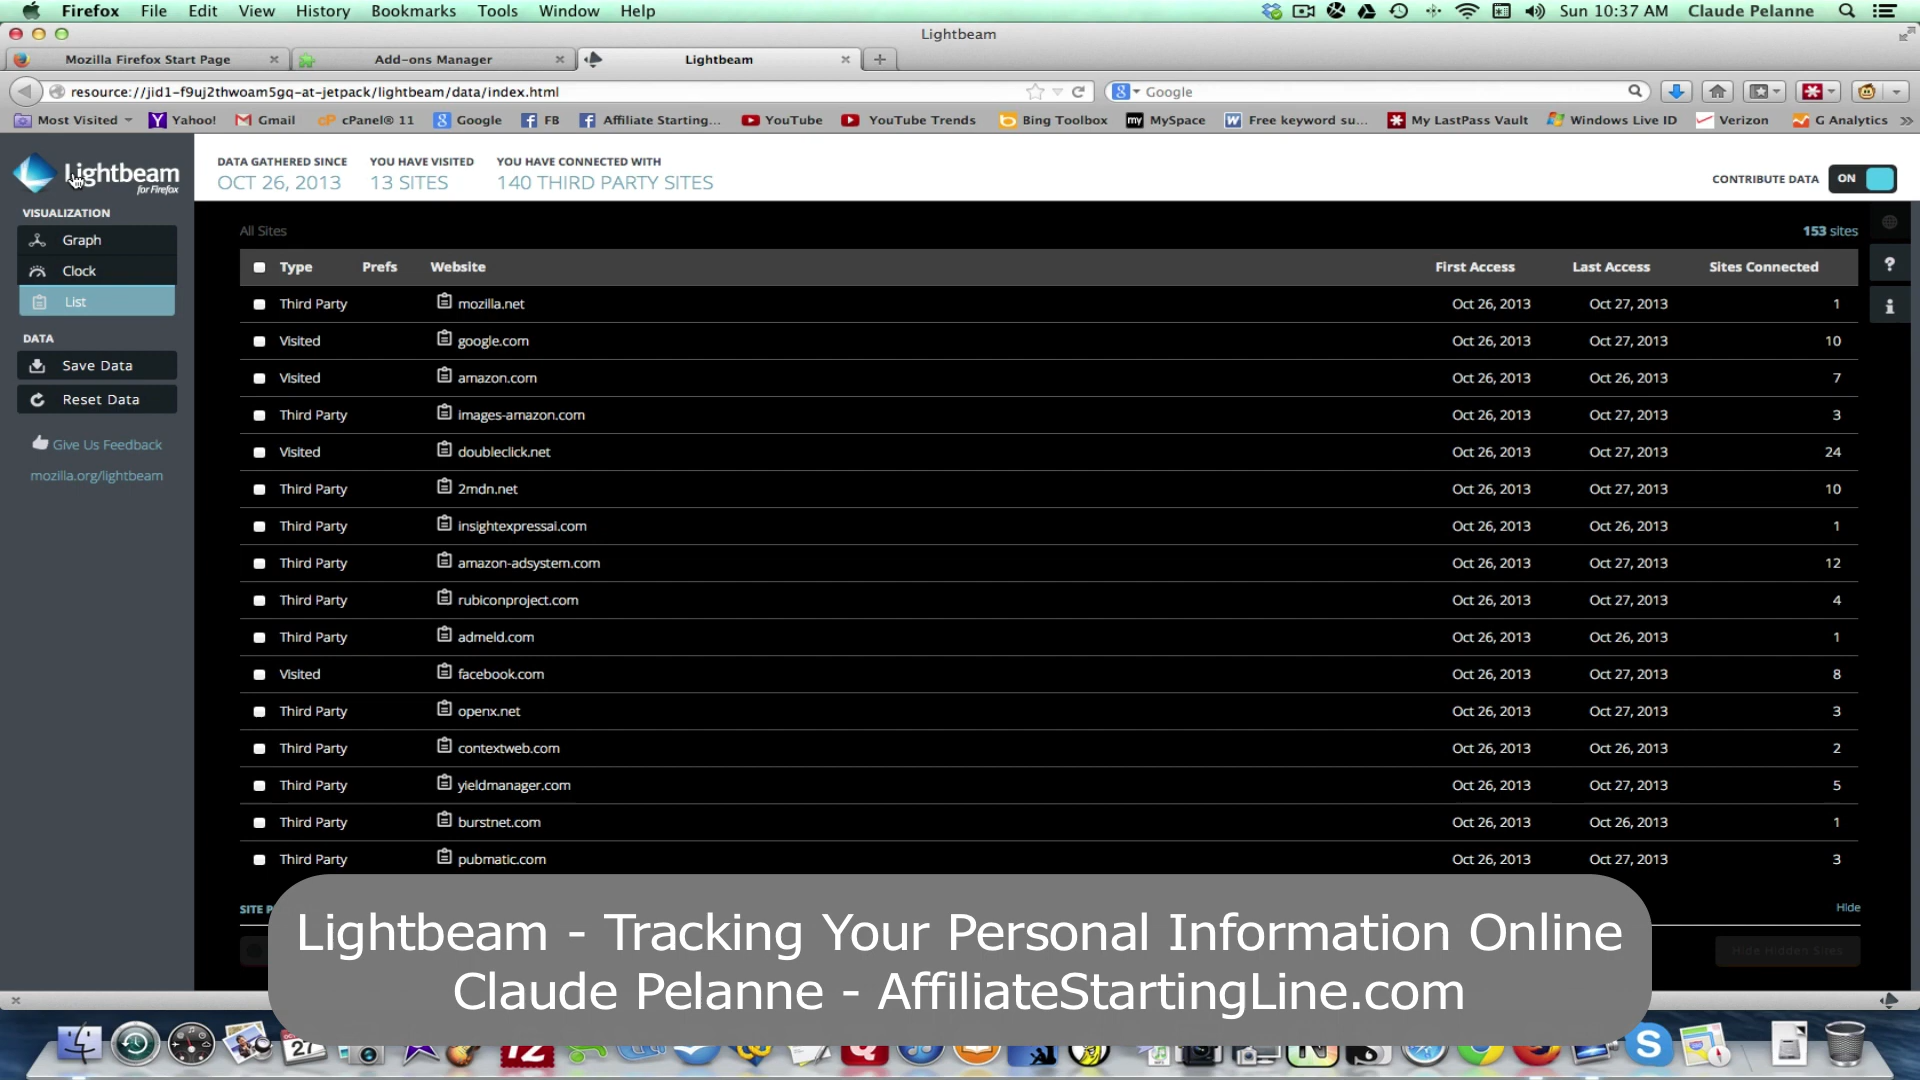 Firefox File Edit View History Bookmarks Tools Window Help Sun 10:37 AM Claude Pelanne
Lightbeam
Mozilla Firefox Start Page Add-ons Manager Lightbeam
resource://jid1-f9uj2thwoam5gq-at-jetpack/lightbeam/data/index.html Google
Most Visited Yahoo! Gmail cPanel® 11 Google FB Affiliate Starting... YouTube YouTube Trends Bing Toolbox MySpace Free keyword su... My LastPass Vault Windows Live ID Verizon G Analytics
Lightbeam
for Firefox
DATA GATHERED SINCE YOU HAVE VISITED YOU HAVE CONNECTED WITH
OCT 26, 2013 13 SITES 140 THIRD PARTY SITES
CONTRIBUTE DATA ON
VISUALIZATION
Graph
Clock
List
DATA
Save Data
Reset Data
Give Us Feedback
mozilla.org/lightbeam
All Sites 153 sites
Type Prefs Website First Access Last Access Sites Connected
Third Party mozilla.net Oct 26, 2013 Oct 27, 2013 1
Visited google.com Oct 26, 2013 Oct 27, 2013 10
Visited amazon.com Oct 26, 2013 Oct 26, 2013 7
Third Party images-amazon.com Oct 26, 2013 Oct 27, 2013 3
Visited doubleclick.net Oct 26, 2013 Oct 27, 2013 24
Third Party 2mdn.net Oct 26, 2013 Oct 27, 2013 10
Third Party insightexpressai.com Oct 26, 2013 Oct 26, 2013 1
Third Party amazon-adsystem.com Oct 26, 2013 Oct 27, 2013 12
Third Party rubiconproject.com Oct 26, 2013 Oct 27, 2013 4
Third Party admeld.com Oct 26, 2013 Oct 26, 2013 1
Visited facebook.com Oct 26, 2013 Oct 27, 2013 8
Third Party openx.net Oct 26, 2013 Oct 27, 2013 3
Third Party contextweb.com Oct 26, 2013 Oct 26, 2013 2
Third Party yieldmanager.com Oct 26, 2013 Oct 27, 2013 5
Third Party burstnet.com Oct 26, 2013 Oct 26, 2013 1
Third Party pubmatic.com Oct 26, 2013 Oct 27, 2013 3
SITE Hide
Hide Hidden Sites
Lightbeam - Tracking Your Personal Information Online
Claude Pelanne - AffiliateStartingLine.com